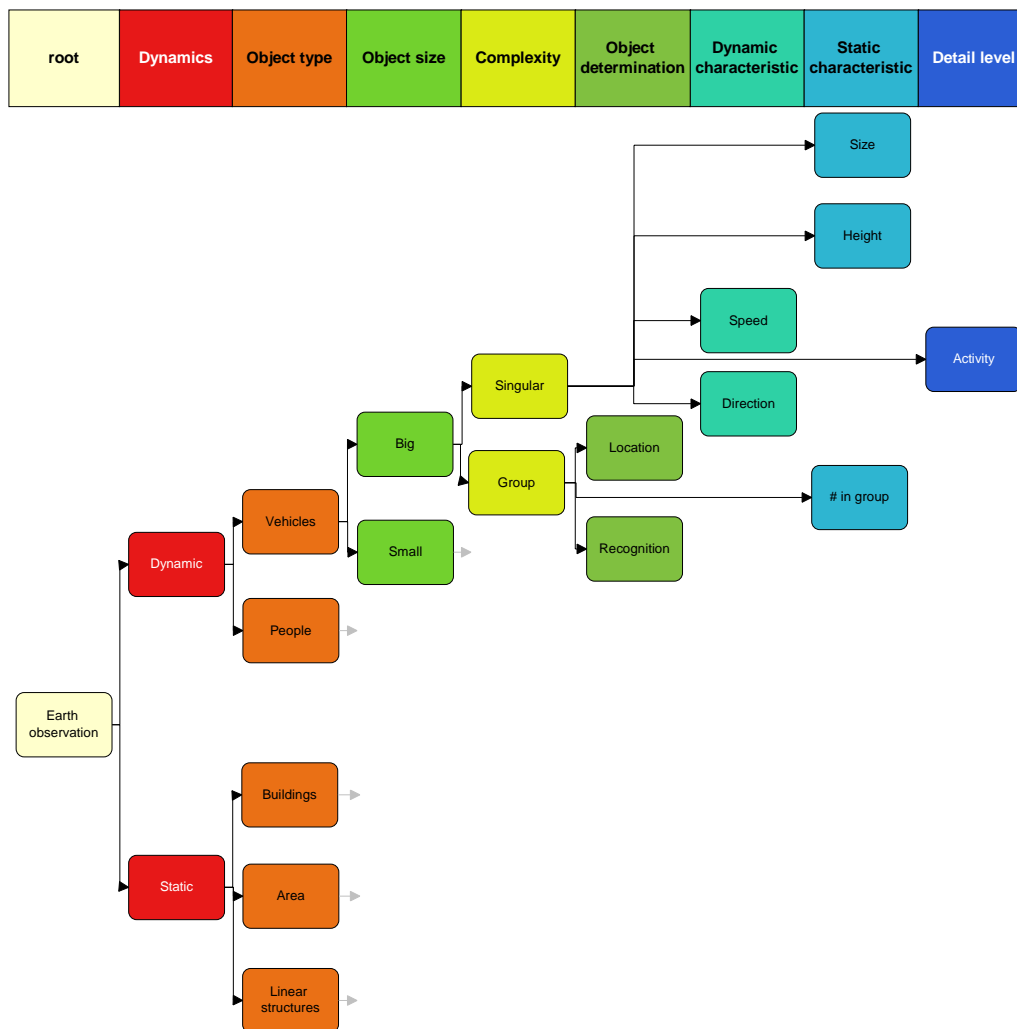 root
Dynamics
Object type
Object size
Complexity
Object
determination
Dynamic
characteristic
Static
characteristic
Detail level
Size
Height
Speed
Activity
Singular
Direction
Big
Location
Group
# in group
Vehicles
Small
Recognition
Dynamic
People
Earth
observation
Buildings
Static
Area
Linear
structures